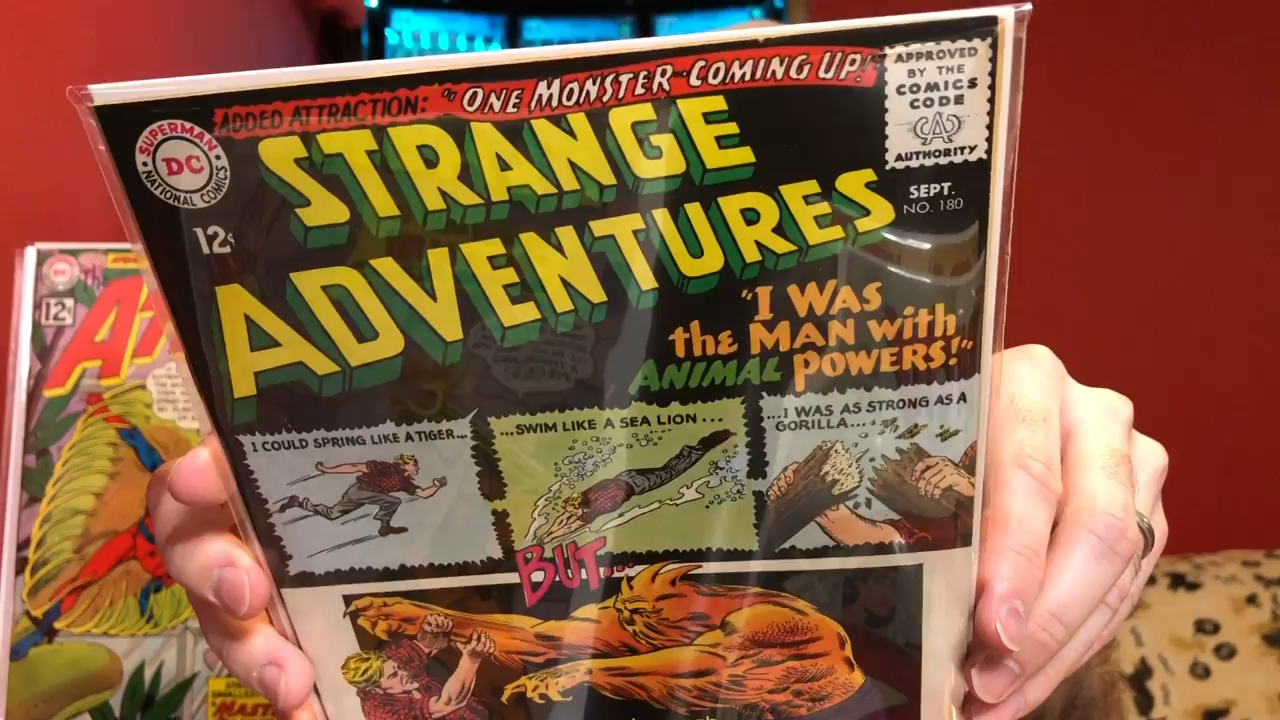 ADDED ATTRACTION: "ONE MONSTER COMING UP!"
SUPERMAN
DC
NATIONAL COMICS
APPROVED
BY THE
COMICS
CODE
CA
AUTHORITY
STRANGE
ADVENTURES
SEPT.
NO. 180
12¢
"I WAS
the MAN with
ANIMAL POWERS!"
I COULD SPRING LIKE A TIGER...
...SWIM LIKE A SEA LION...
...I WAS AS STRONG AS A
GORILLA...
BUT...
12